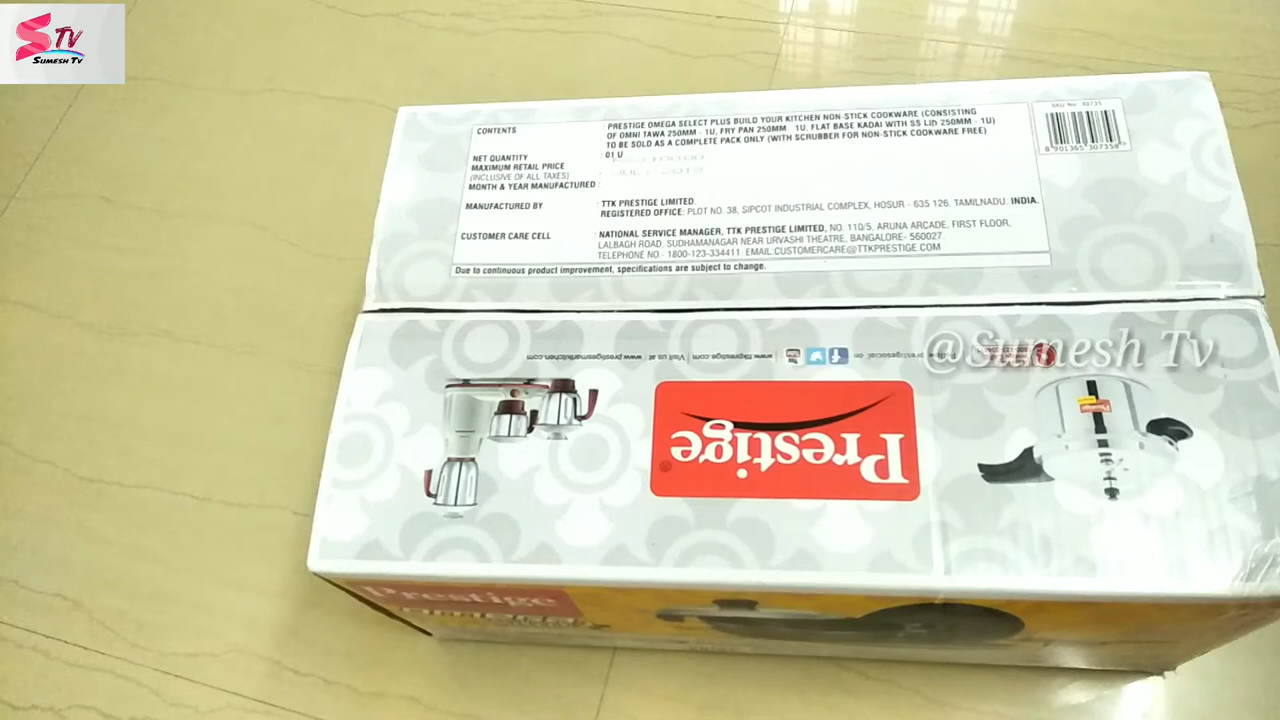 STV
SUMESH TV
SKU No. 30735
8 901365 307358 >
CONTENTS : PRESTIGE OMEGA SELECT PLUS BUILD YOUR KITCHEN NON-STICK COOKWARE (CONSISTING
OF OMNI TAWA 250MM - 1U, FRY PAN 250MM 1U, FLAT BASE KADAI WITH SS LID 250MM - 1U)
TO BE SOLD AS A COMPLETE PACK ONLY (WITH SCRUBBER FOR NON-STICK COOKWARE FREE)
NET QUANTITY : 01 U
MAXIMUM RETAIL PRICE :
(INCLUSIVE OF ALL TAXES)
MONTH & YEAR MANUFACTURED :
MANUFACTURED BY : TTK PRESTIGE LIMITED.
REGISTERED OFFICE: PLOT NO. 38, SIPCOT INDUSTRIAL COMPLEX, HOSUR - 635 126. TAMILNADU. INDIA.
CUSTOMER CARE CELL : NATIONAL SERVICE MANAGER, TTK PRESTIGE LIMITED, NO. 110/5, ARUNA ARCADE, FIRST FLOOR,
LALBAGH ROAD, SUDHAMANAGAR NEAR URVASHI THEATRE, BANGALORE- 560027.
TELEPHONE NO.- 1800-123-334411 EMAIL:CUSTOMERCARE@TTKPRESTIGE.COM
Due to continuous product improvement, specifications are subject to change.
@Sumesh Tv
prestigesocial on
www.ttkprestige.com | Visit us at : www.prestigesmartkitchen.com
Prestige
Prestige